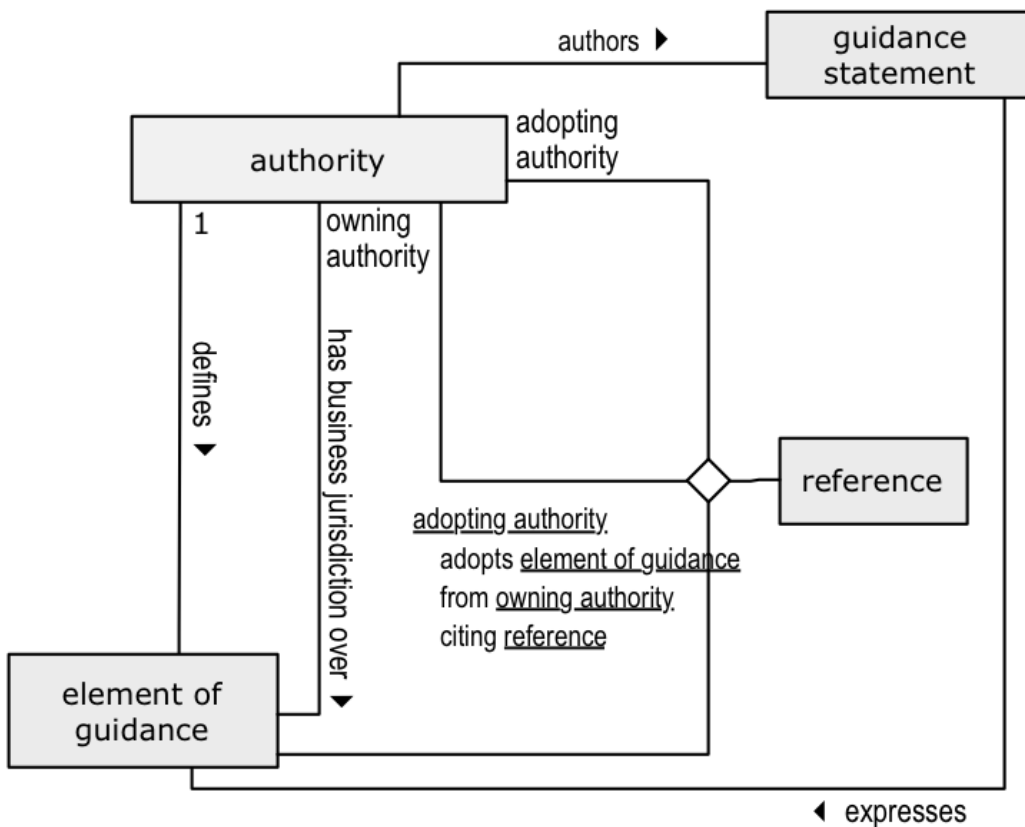 authors
guidance
statement
adopting
authority
authority
1
owning
authority
defines
has business jurisdiction over
reference
adopting authority
adopts element of guidance
from owning authority
citing reference
element of
guidance
expresses